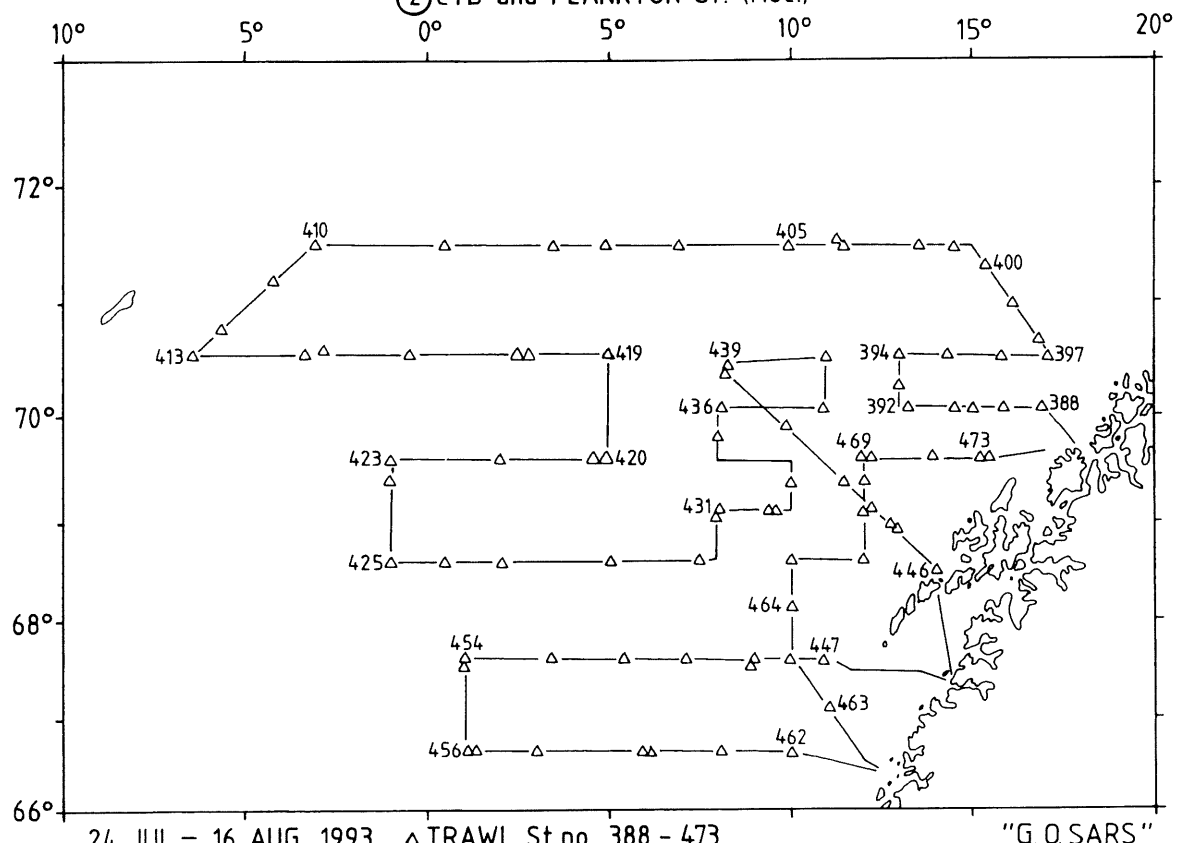 ② CTD and PLANKTON ST.
10° 5° 0° 5° 10° 15° 20°
72°
410 405
400
413 419 439 394 397
70° 436 392 388
423 420 469 473
431
425 446
464
68°
454 447
463
456 462
66°
24 JUL – 16 AUG 1993 △ TRAWL St.no. 388 – 473 "G.O.SARS"